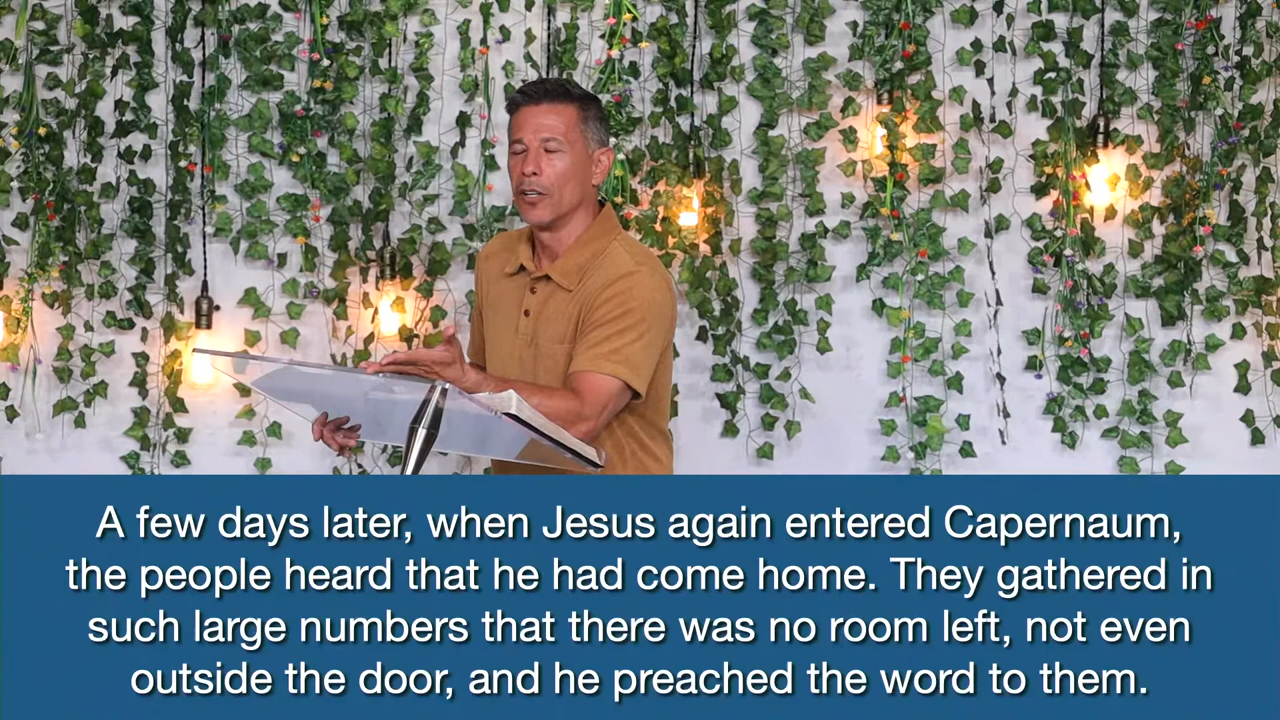 A few days later, when Jesus again entered Capernaum,
the people heard that he had come home. They gathered in
such large numbers that there was no room left, not even
outside the door, and he preached the word to them.